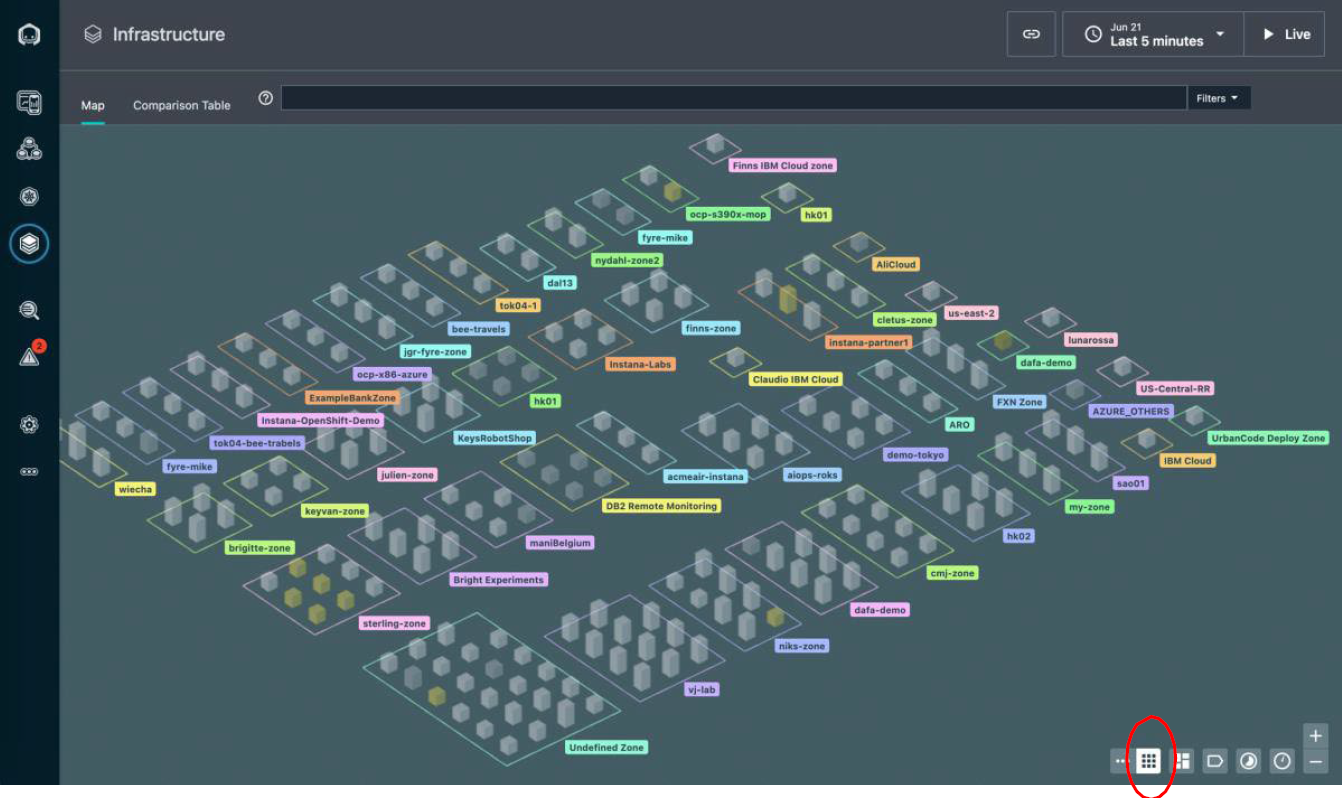 Infrastructure
Jun 21
Last 5 minutes
Live
Map
Comparison Table
Filters
2
Finns IBM Cloud zone
ocp-s390x-mop
hk01
fyre-mike
nydahl-zone2
AliCloud
dal13
tok04-1
us-east-2
cletus-zone
bee-travels
finns-zone
lunarossa
instana-partner1
jgr-fyre-zone
dafa-demo
Instana-Labs
ocp-x86-azure
Claudio IBM Cloud
US-Central-RR
ExampleBankZone
hk01
FXN Zone
AZURE_OTHERS
Instana-OpenShift-Demo
ARO
KeysRobotShop
UrbanCode Deploy Zone
tok04-bee-trabels
demo-tokyo
IBM Cloud
fyre-mike
julien-zone
acmeair-instana
aiops-roks
sao01
wiecha
DB2 Remote Monitoring
my-zone
keyvan-zone
hk02
maniBelgium
brigitte-zone
cmj-zone
Bright Experiments
dafa-demo
sterling-zone
niks-zone
vj-lab
Undefined Zone